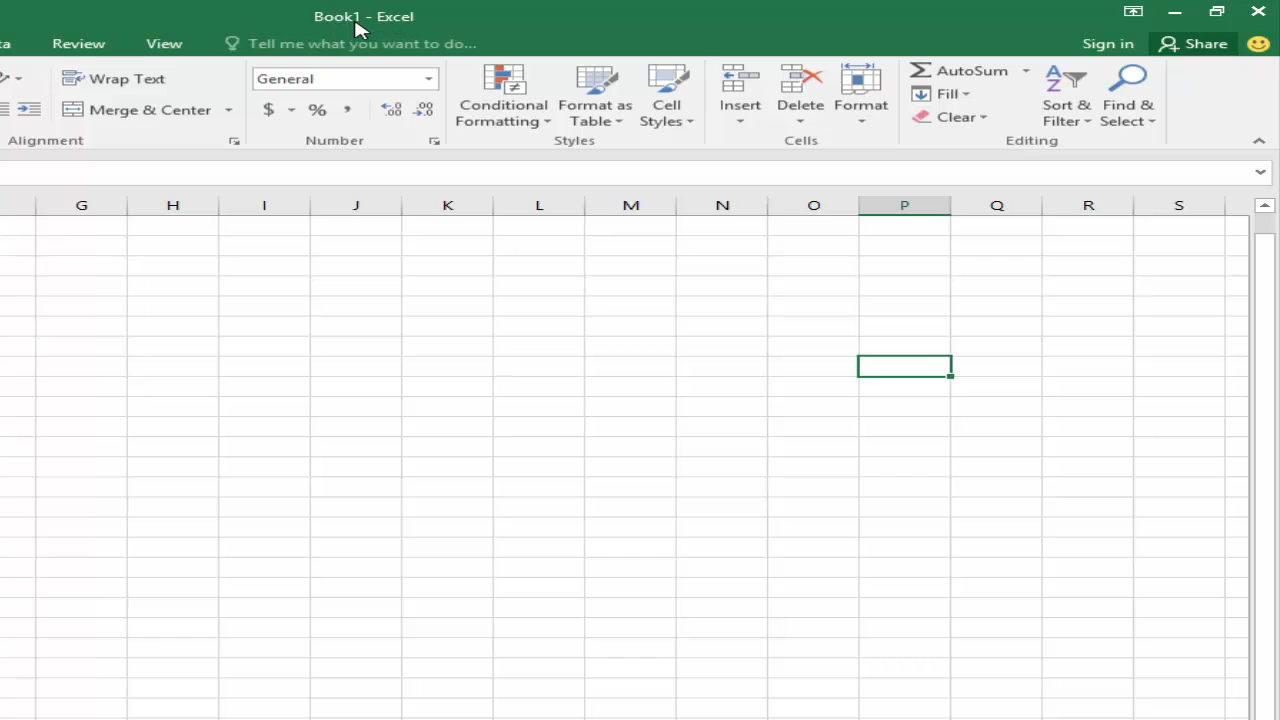 Book1 - Excel
Review View Tell me what you want to do... Sign in Share
Wrap Text General AutoSum
Fill
Merge & Center $ % , Conditional Formatting Format as Table Cell Styles Insert Delete Format Sort & Filter Find & Select
Clear
Alignment Number Styles Cells Editing
G H I J K L M N O P Q R S